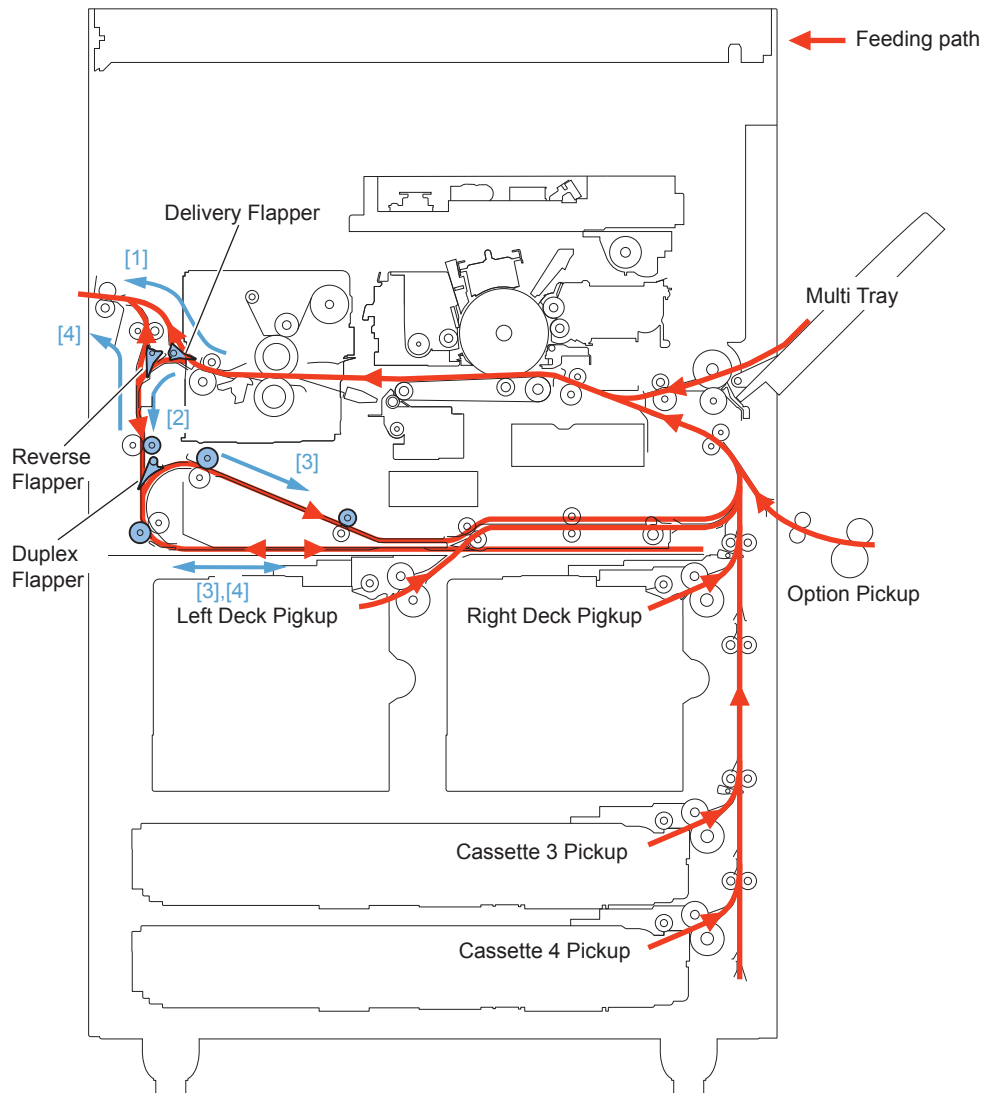 Feeding path
Delivery Flapper
[1]
Multi Tray
[4]
[2]
Reverse
Flapper
[3]
Duplex
Flapper
[3],[4]
Left Deck Pigkup
Right Deck Pigkup
Option Pickup
Cassette 3 Pickup
Cassette 4 Pickup